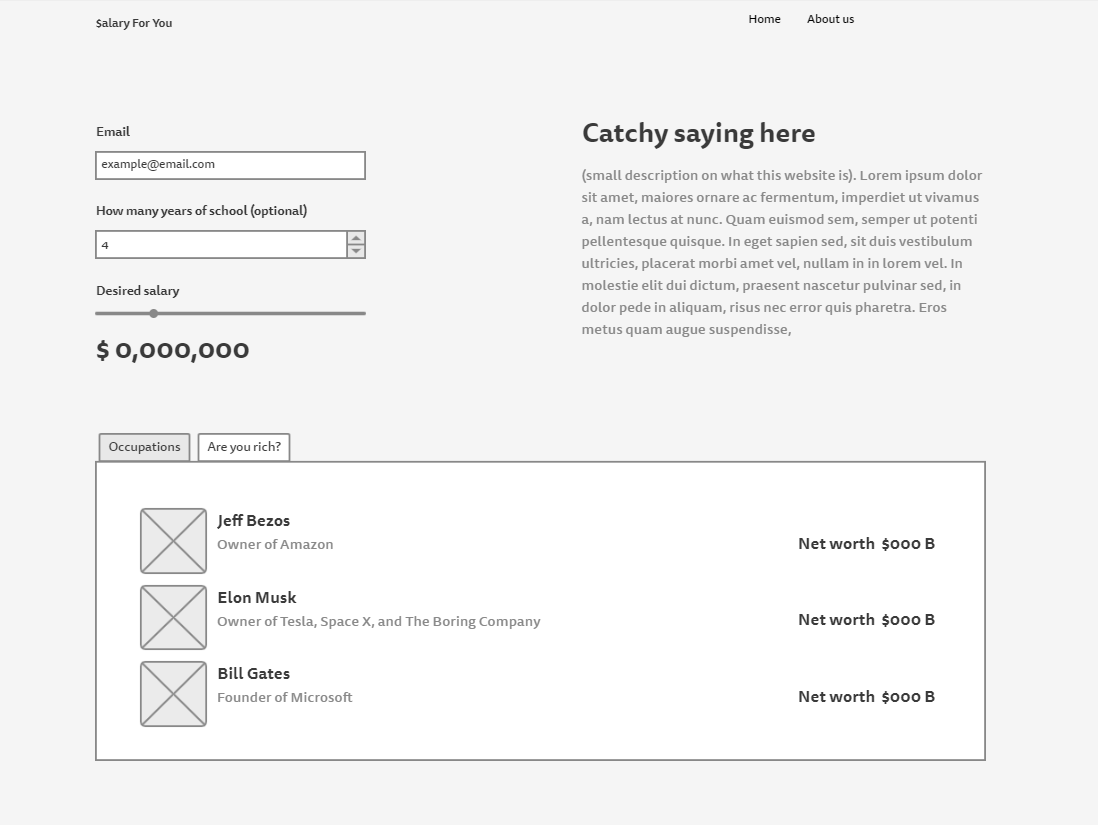 $alary For You
Home
About us
Email
example@email.com
How many years of school (optional)
4
Desired salary
$ 0,000,000
Catchy saying here
(small description on what this website is). Lorem ipsum dolor
sit amet, maiores ornare ac fermentum, imperdiet ut vivamus
a, nam lectus at nunc. Quam euismod sem, semper ut potenti
pellentesque quisque. In eget sapien sed, sit duis vestibulum
ultricies, placerat morbi amet vel, nullam in in lorem vel. In
molestie elit dui dictum, praesent nascetur pulvinar sed, in
dolor pede in aliquam, risus nec error quis pharetra. Eros
metus quam augue suspendisse,
Occupations
Are you rich?
Jeff Bezos
Owner of Amazon
Net worth $000 B
Elon Musk
Owner of Tesla, Space X, and The Boring Company
Net worth $000 B
Bill Gates
Founder of Microsoft
Net worth $000 B